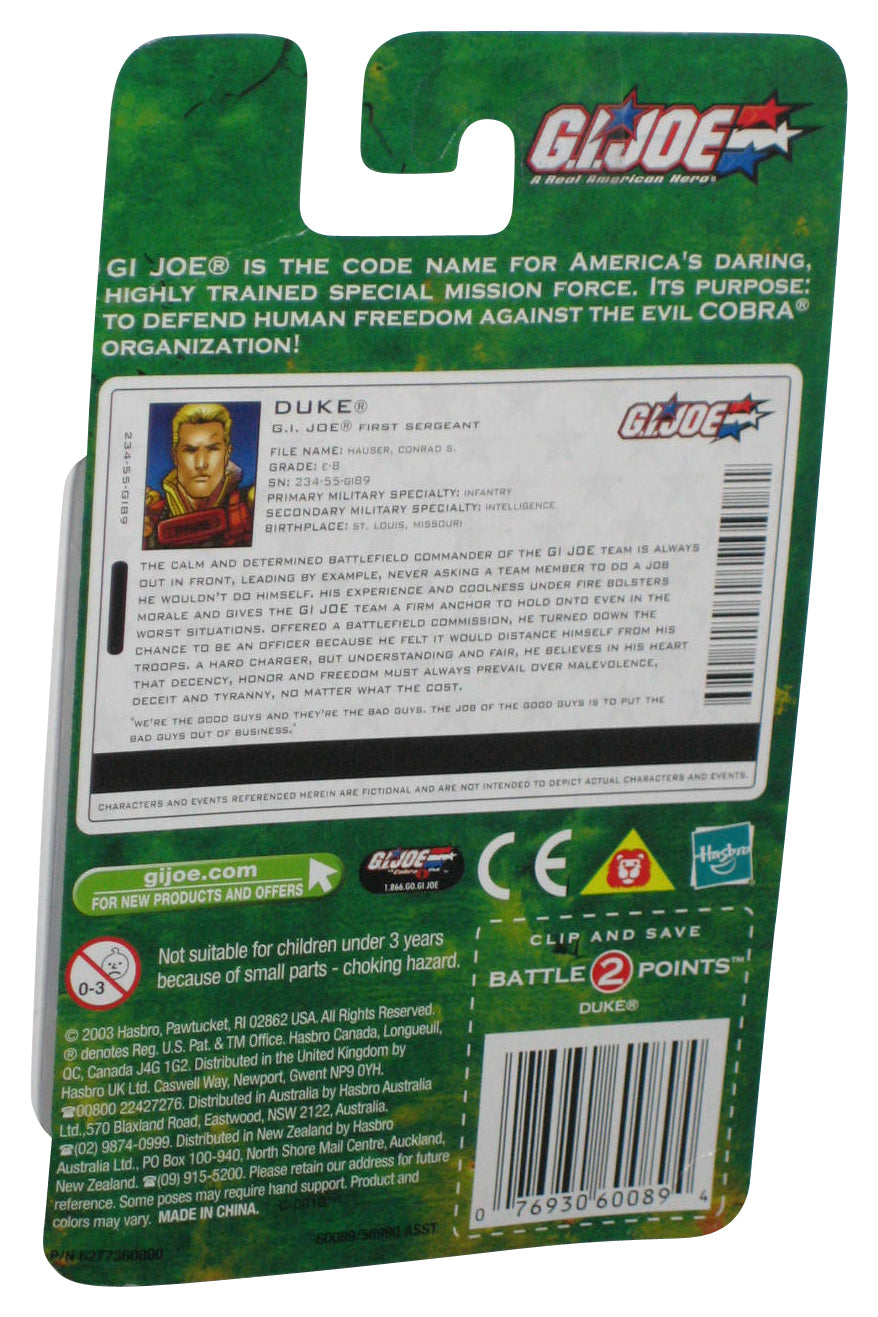 G.I. JOE
A Real American Hero®
GI JOE® IS THE CODE NAME FOR AMERICA'S DARING,
HIGHLY TRAINED SPECIAL MISSION FORCE. ITS PURPOSE:
TO DEFEND HUMAN FREEDOM AGAINST THE EVIL COBRA®
ORGANIZATION!
234-55-GI89
DUKE®
G.I. JOE® FIRST SERGEANT
G.I. JOE
FILE NAME: HAUSER, CONRAD S.
GRADE: E-8
SN: 234-55-GI89
PRIMARY MILITARY SPECIALTY: INFANTRY
SECONDARY MILITARY SPECIALTY: INTELLIGENCE
BIRTHPLACE: ST. LOUIS, MISSOURI
THE CALM AND DETERMINED BATTLEFIELD COMMANDER OF THE GI JOE TEAM IS ALWAYS
OUT IN FRONT, LEADING BY EXAMPLE, NEVER ASKING A TEAM MEMBER TO DO A JOB
HE WOULDN'T DO HIMSELF. HIS EXPERIENCE AND COOLNESS UNDER FIRE BOLSTERS
MORALE AND GIVES THE GI JOE TEAM A FIRM ANCHOR TO HOLD ONTO EVEN IN THE
WORST SITUATIONS. OFFERED A BATTLEFIELD COMMISSION, HE TURNED DOWN THE
CHANCE TO BE AN OFFICER BECAUSE HE FELT IT WOULD DISTANCE HIMSELF FROM HIS
TROOPS. A HARD CHARGER, BUT UNDERSTANDING AND FAIR, HE BELIEVES IN HIS HEART
THAT DECENCY, HONOR AND FREEDOM MUST ALWAYS PREVAIL OVER MALEVOLENCE,
DECEIT AND TYRANNY, NO MATTER WHAT THE COST.
"WE'RE THE GOOD GUYS AND THEY'RE THE BAD GUYS. THE JOB OF THE GOOD GUYS IS TO PUT THE
BAD GUYS OUT OF BUSINESS."
CHARACTERS AND EVENTS REFERENCED HEREIN ARE FICTIONAL AND ARE NOT INTENDED TO DEPICT ACTUAL CHARACTERS AND EVENTS.
gijoe.com
FOR NEW PRODUCTS AND OFFERS
G.I. JOE
vs Cobra
1.866.GO.GI JOE
CE
Hasbro
0-3
Not suitable for children under 3 years
because of small parts - choking hazard.
© 2003 Hasbro, Pawtucket, RI 02862 USA. All Rights Reserved.
® denotes Reg. U.S. Pat. & TM Office. Hasbro Canada, Longueuil,
QC, Canada J4G 1G2. Distributed in the United Kingdom by
Hasbro UK Ltd. Caswell Way, Newport, Gwent NP9 0YH.
☎00800 22427276. Distributed in Australia by Hasbro Australia
Ltd.,570 Blaxland Road, Eastwood, NSW 2122, Australia.
☎(02) 9874-0999. Distributed in New Zealand by Hasbro
Australia Ltd., PO Box 100-940, North Shore Mail Centre, Auckland,
New Zealand. ☎(09) 915-5200. Please retain our address for future
reference. Some poses may require hand support. Product and
colors may vary. MADE IN CHINA.
60089/56990 ASST.
P/N 6277360800
CLIP AND SAVE
BATTLE 2 POINTS™
DUKE®
0 76930 60089 4